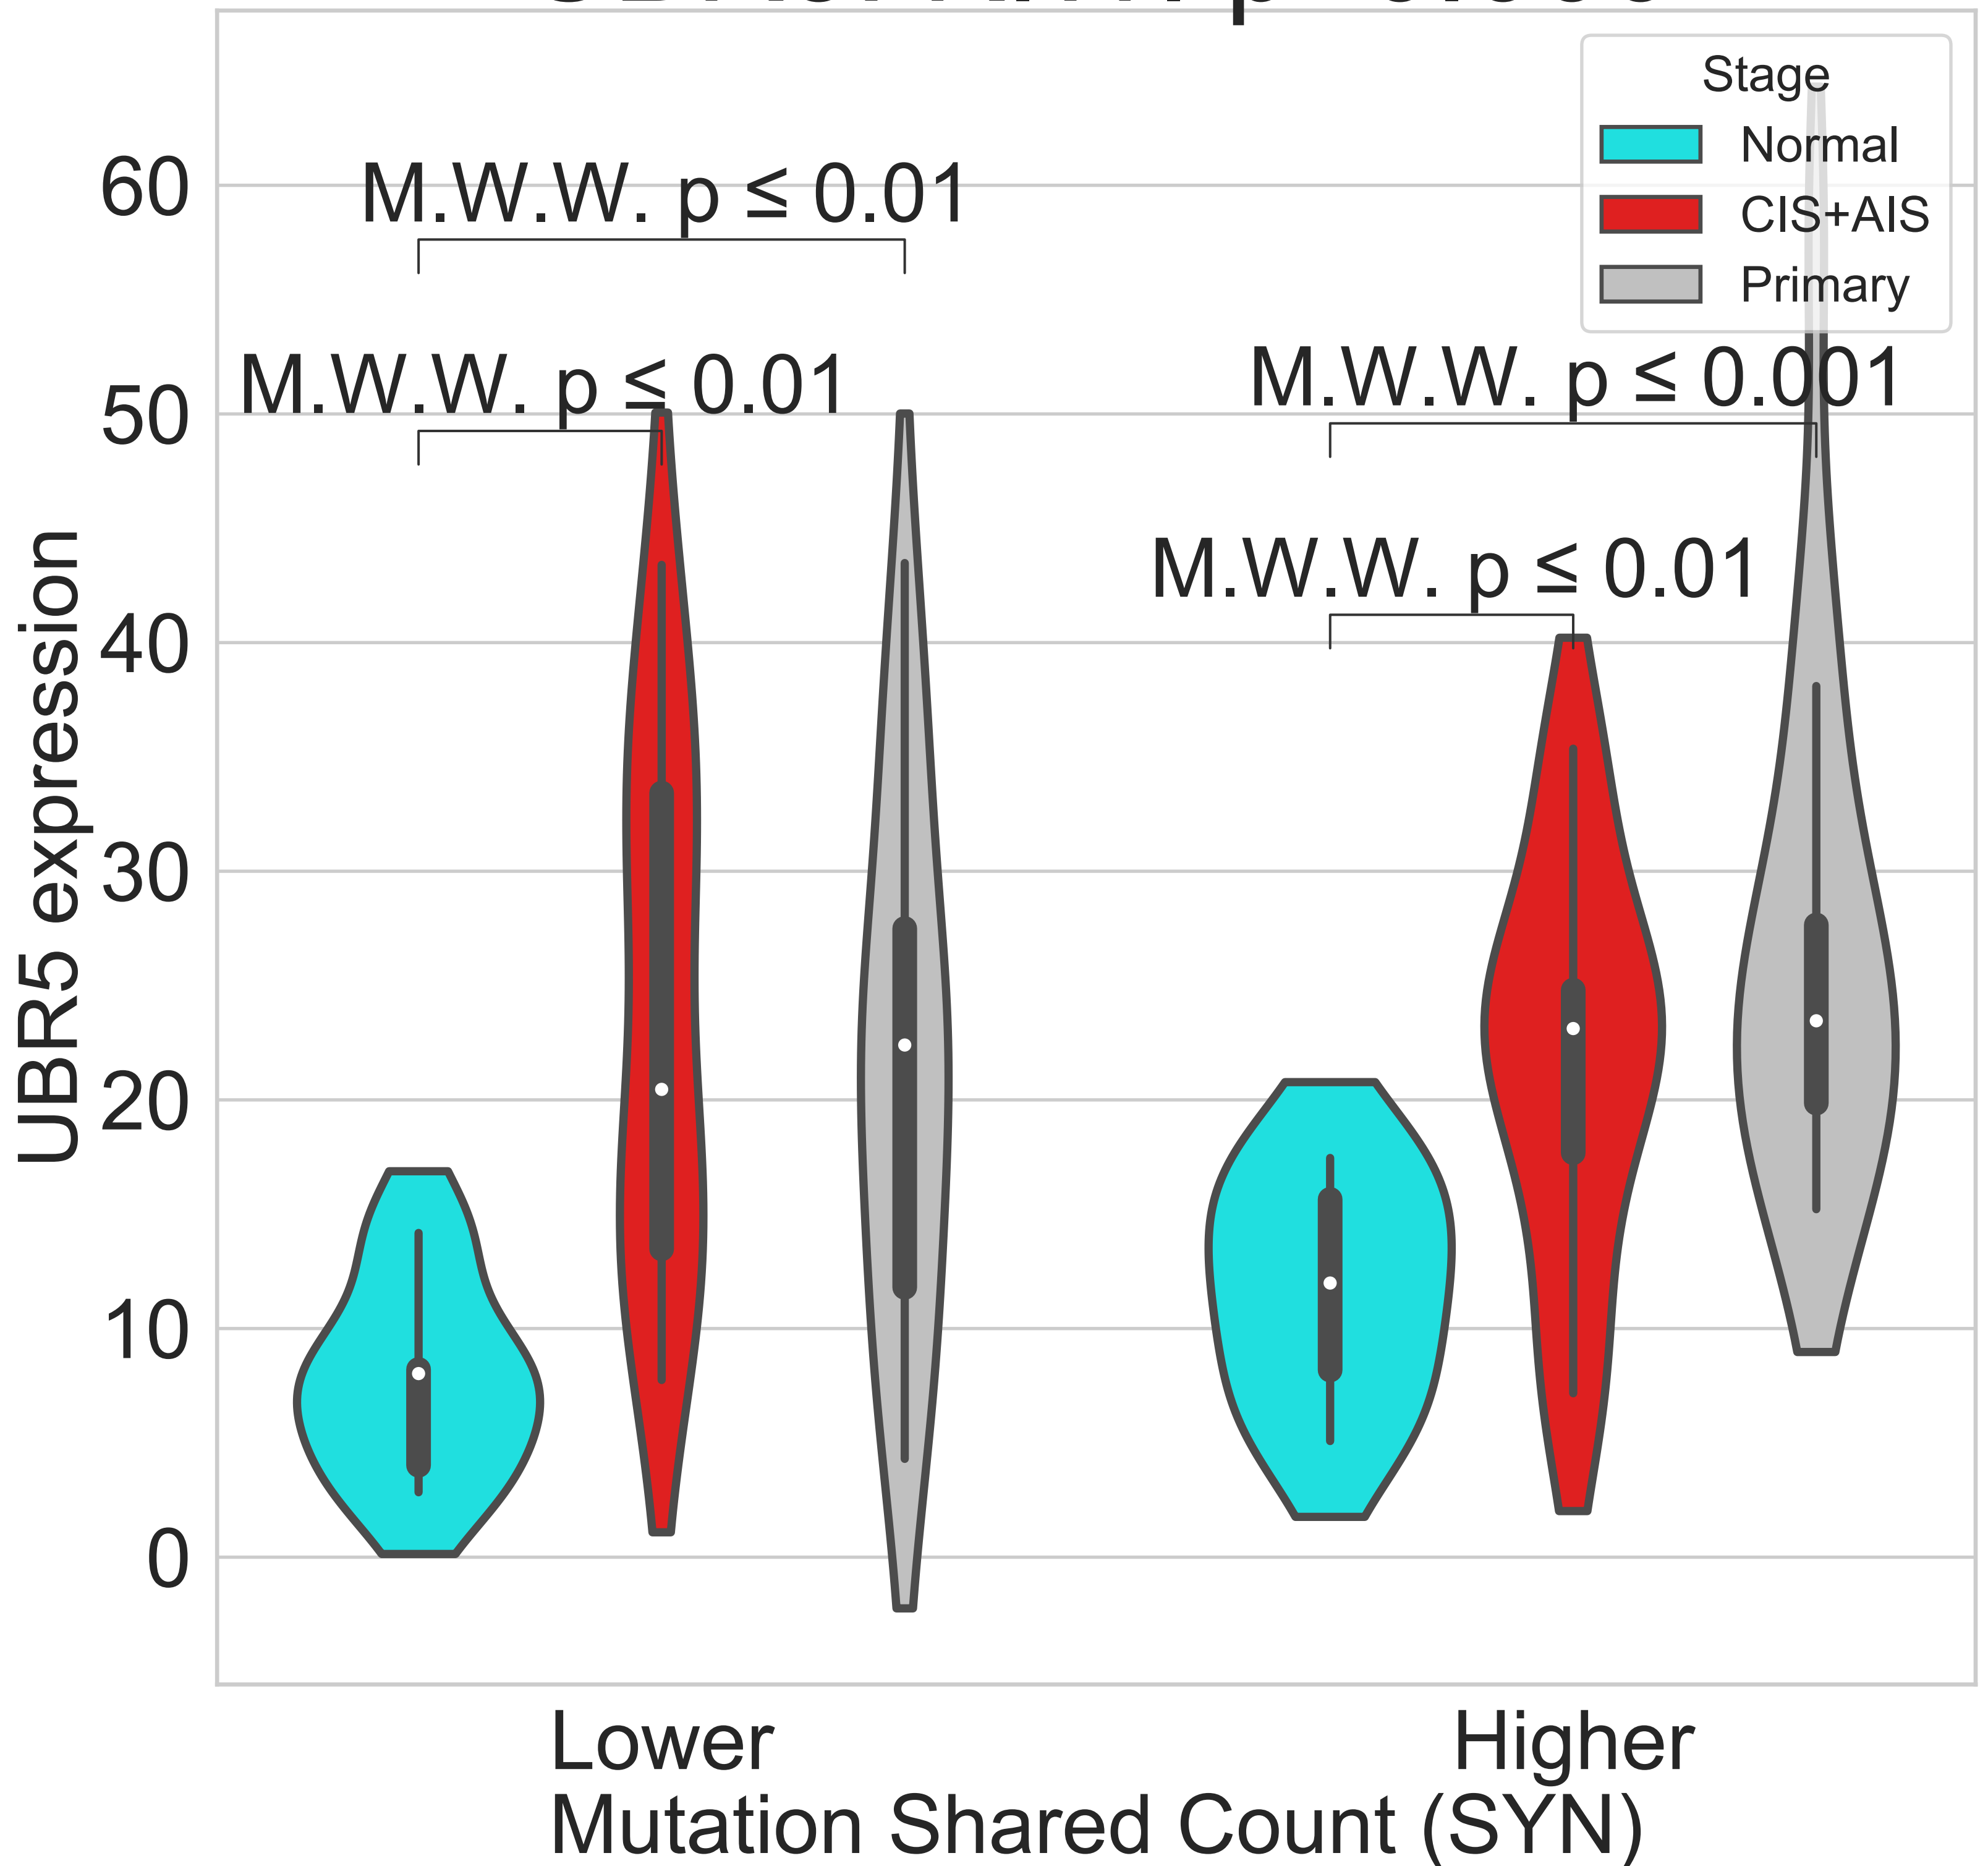 Stage
Normal
CIS+AIS
Primary
M.W.W. p ≤ 0.01
M.W.W. p ≤ 0.01
M.W.W. p ≤ 0.001
M.W.W. p ≤ 0.01
60
50
40
30
20
10
0
UBR5 expression
Lower
Higher
Mutation Shared Count (SYN)